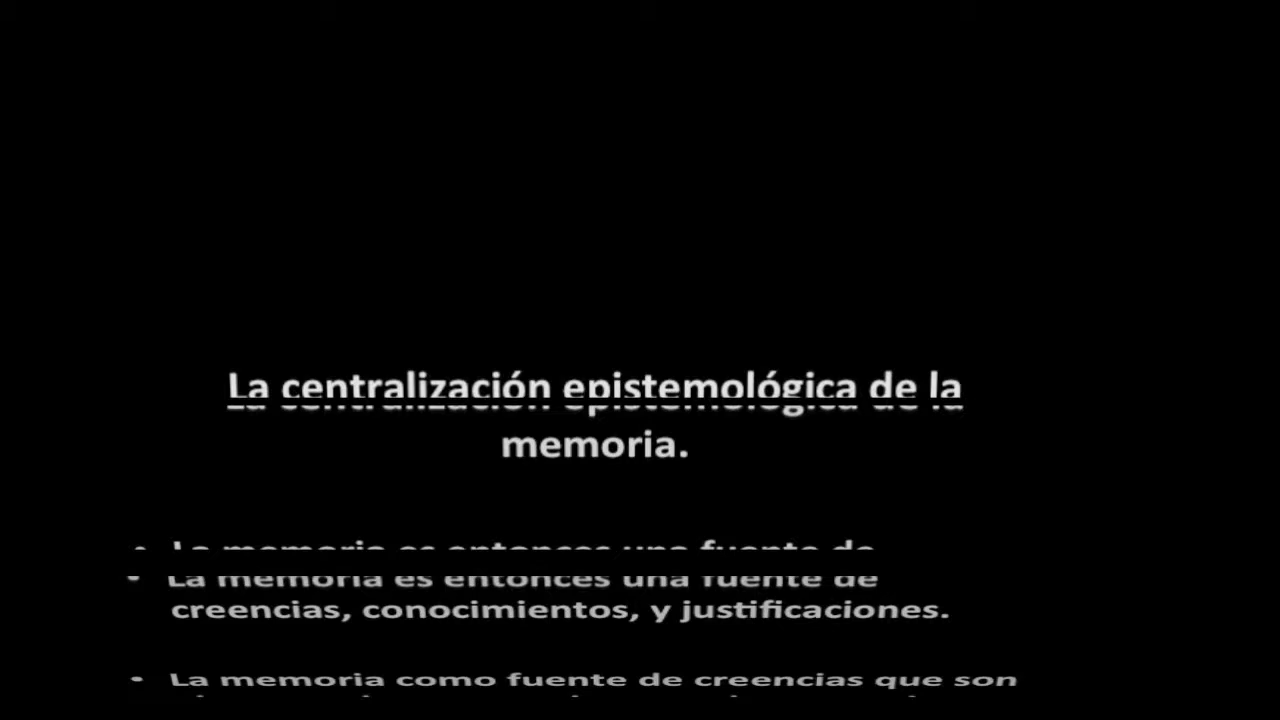 La centralización epistemológica de la
memoria.
• La memoria es entonces una fuente de
creencias, conocimientos, y justificaciones.
• La memoria como fuente de creencias que son